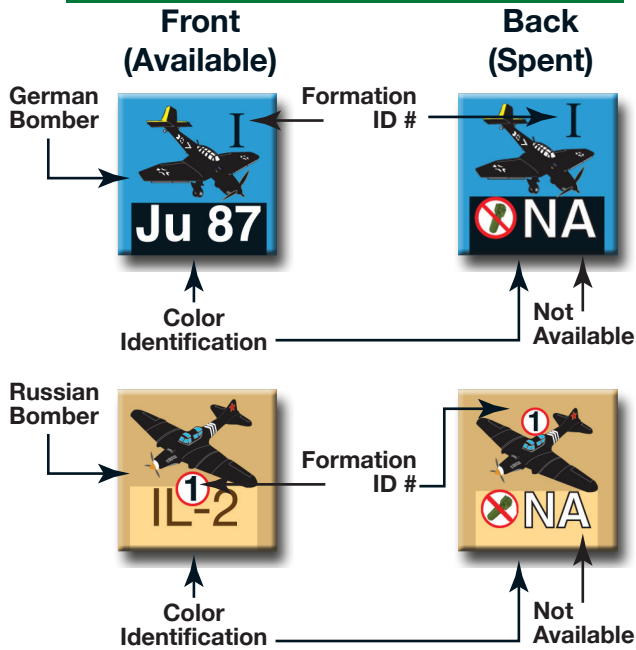 Front
(Available)
Back
(Spent)
German
Bomber
Formation
ID #
I
I
Ju 87
NA
Color
Identification
Not
Available
Russian
Bomber
Formation
ID #
1
1
IL-2
NA
Color
Identification
Not
Available